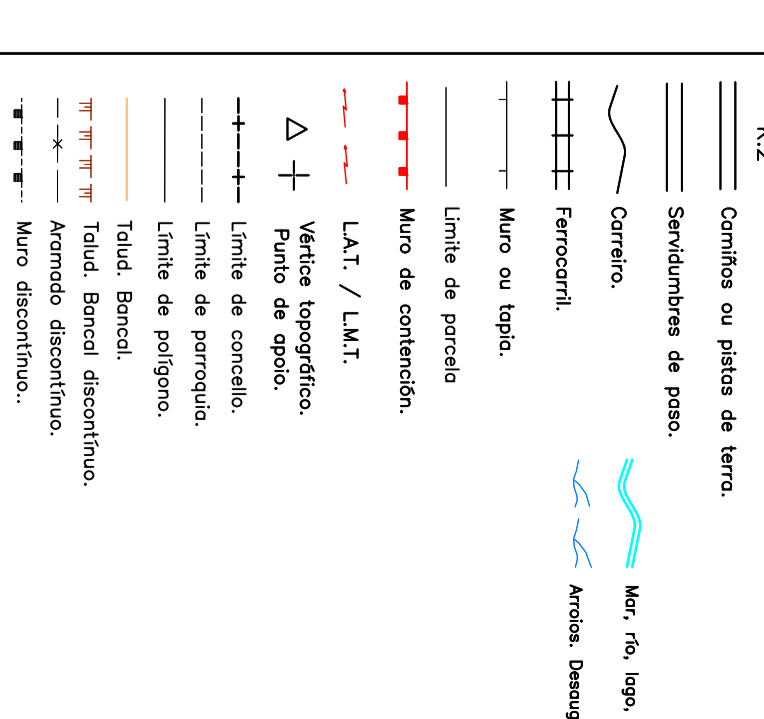 Camiños ou pistas de terra.
Servidumbres de paso.
Carreiro.
Ferrocarril.
Muro ou tapia.
Limite de parcela
Muro de contención.
L.A.T. / L.M.T.
Vértice topográfico.
Punto de apoio.
Límite de concello.
Límite de parroquia.
Límite de polígono.
Talud. Bancal.
Talud. Bancal discontínuo.
Aramado discontínuo.
Muro discontínuo..
Mar, río, lago,
Arroios.